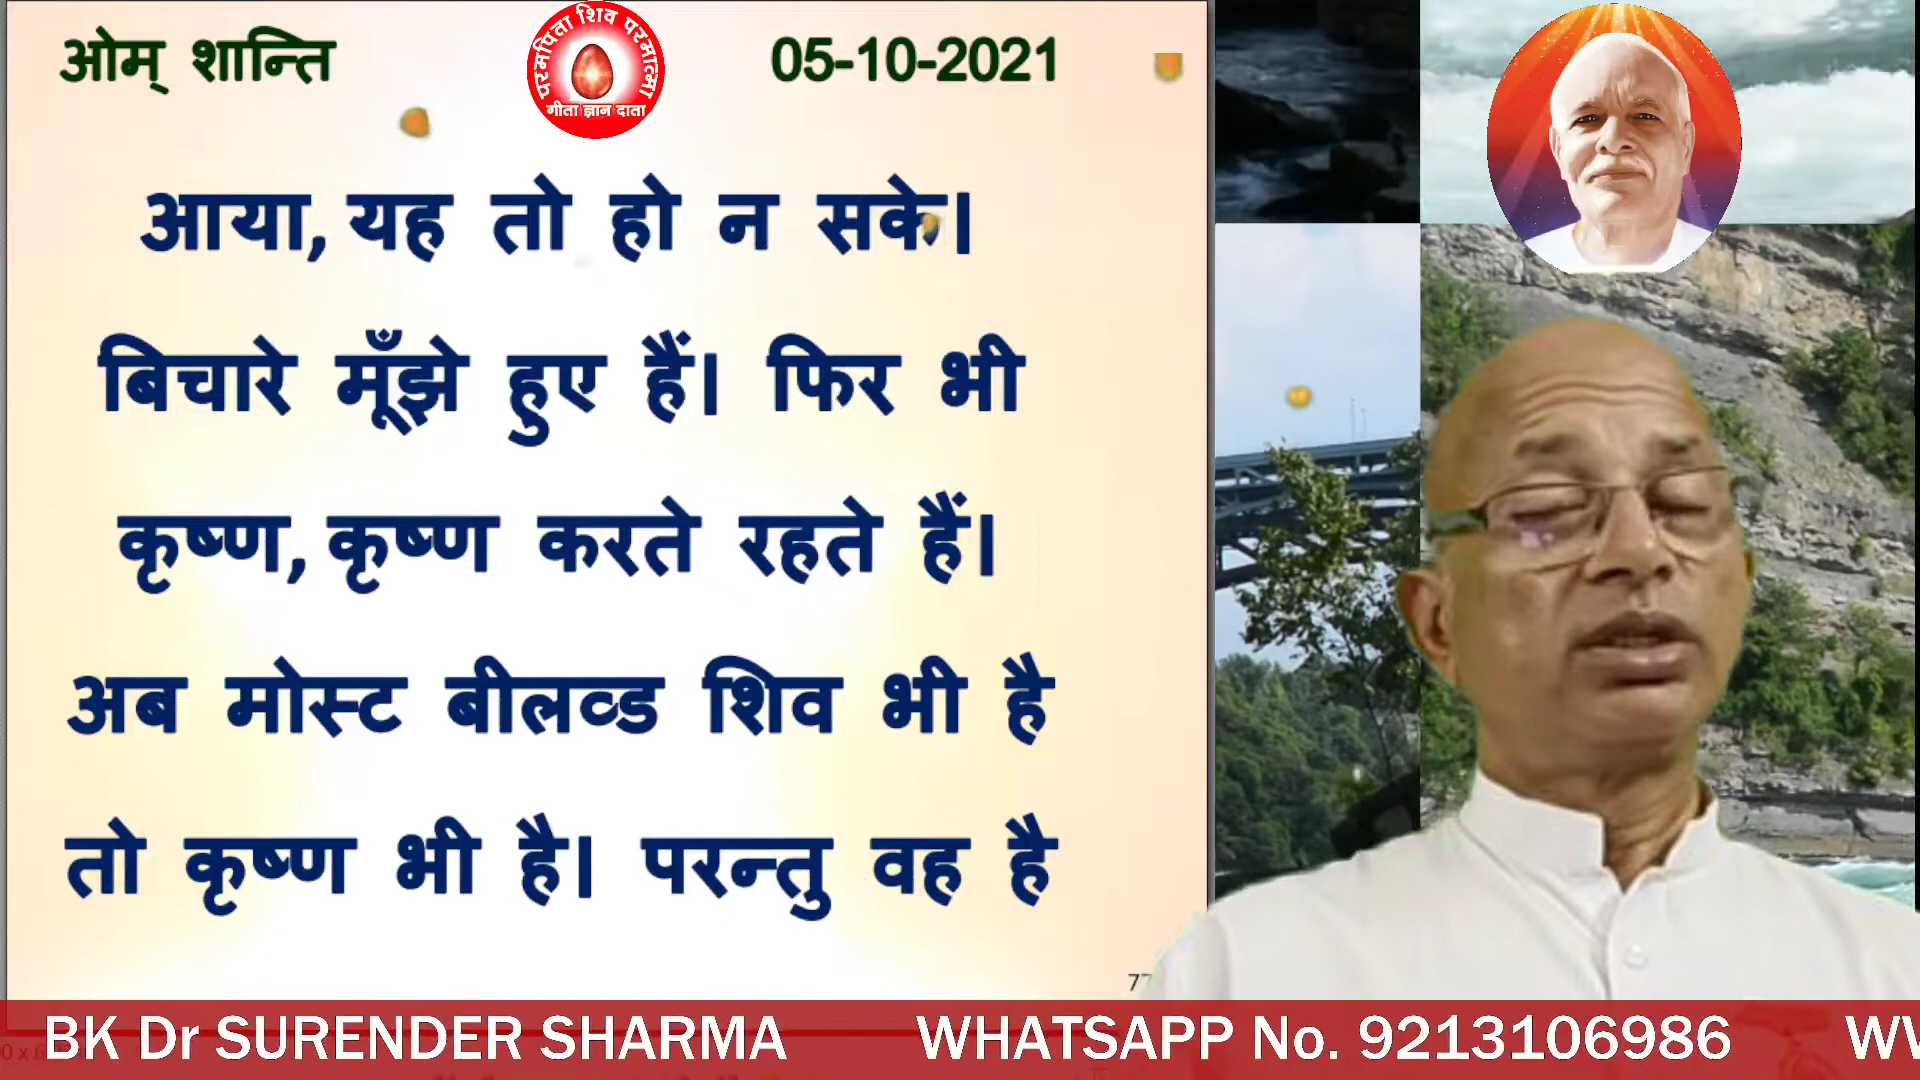 ओम् शान्ति
परमपिता शिव परमात्मा
गीता ज्ञान दाता
05-10-2021
आया, यह तो हो न सके।
बिचारे मूँझे हुए हैं। फिर भी
कृष्ण, कृष्ण करते रहते हैं।
अब मोस्ट बीलव्ड शिव भी है
तो कृष्ण भी है। परन्तु वह है
77
BK Dr SURENDER SHARMA WHATSAPP No. 9213106986